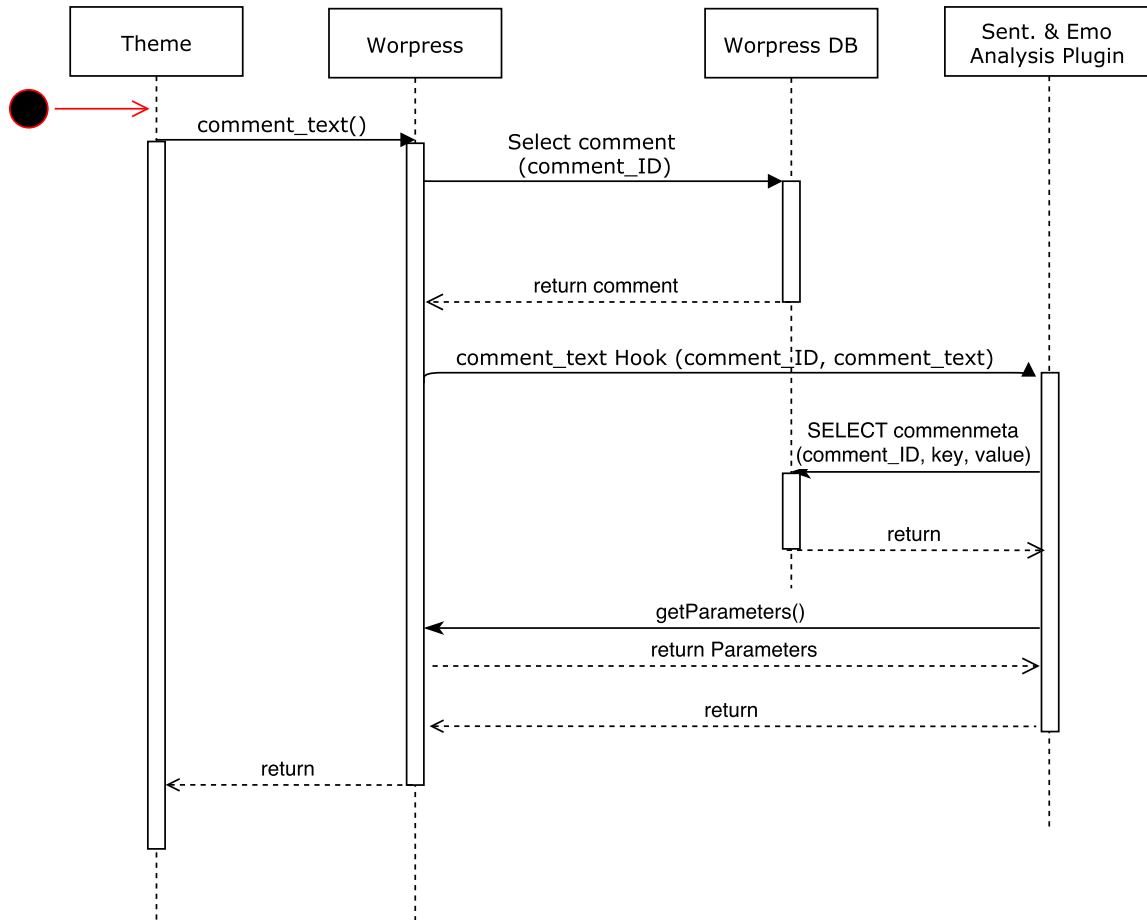 Theme
Worpress
Worpress DB
Sent. & Emo
Analysis Plugin
comment_text()
Select comment
(comment_ID)
return comment
comment_text Hook (comment_ID, comment_text)
SELECT commenmeta
(comment_ID, key, value)
return
getParameters()
return Parameters
return
return